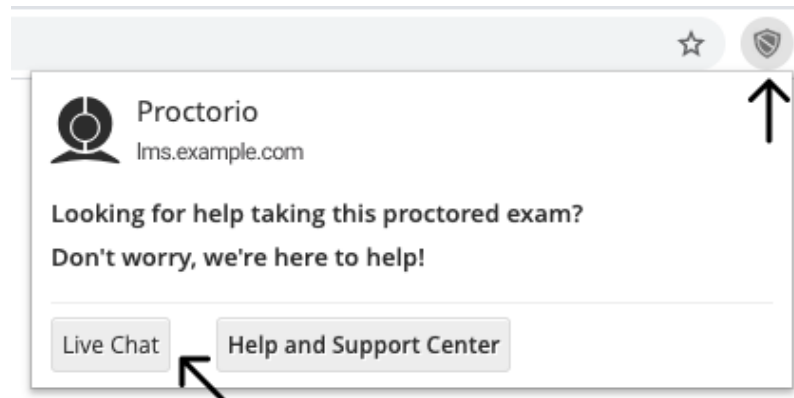 Proctorio
lms.example.com
Looking for help taking this proctored exam?
Don't worry, we're here to help!
Live Chat
Help and Support Center